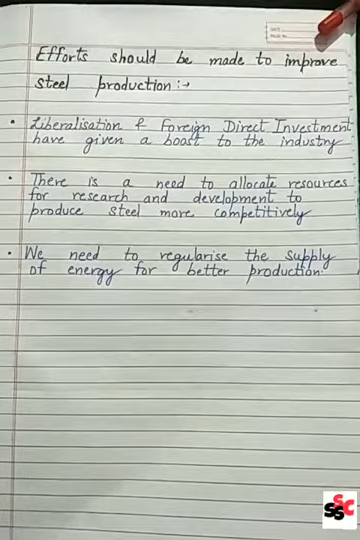 Efforts should be made to improve
steel production :→
• Liberalisation & Foreign Direct Investment
have given a boast to the industry
• There is a need to allocate resources
for research and development to
produce steel more competitively
• We need to regularise the supply
of energy for better production.
SSC